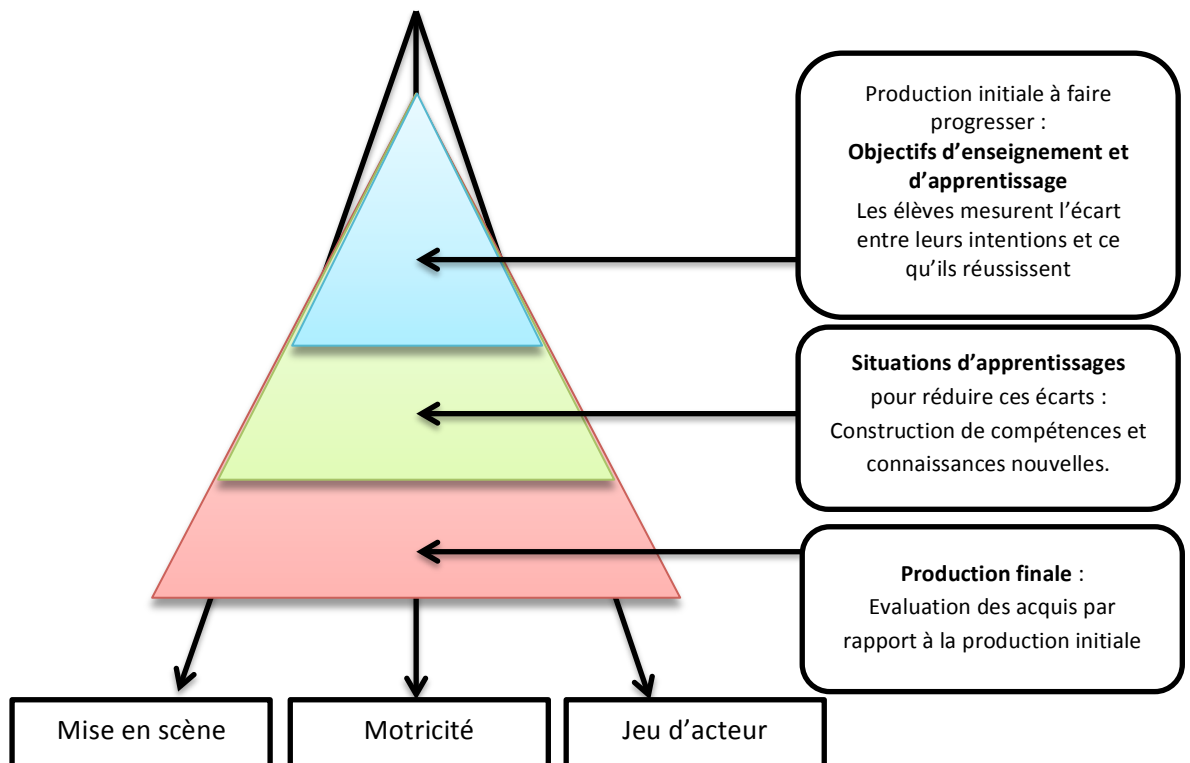 Production initiale à faire
progresser :
Objectifs d’enseignement et
d’apprentissage
Les élèves mesurent l’écart
entre leurs intentions et ce
qu’ils réussissent
Situations d’apprentissages
pour réduire ces écarts :
Construction de compétences et
connaissances nouvelles.
Production finale :
Evaluation des acquis par
rapport à la production initiale
Mise en scène
Motricité
Jeu d’acteur